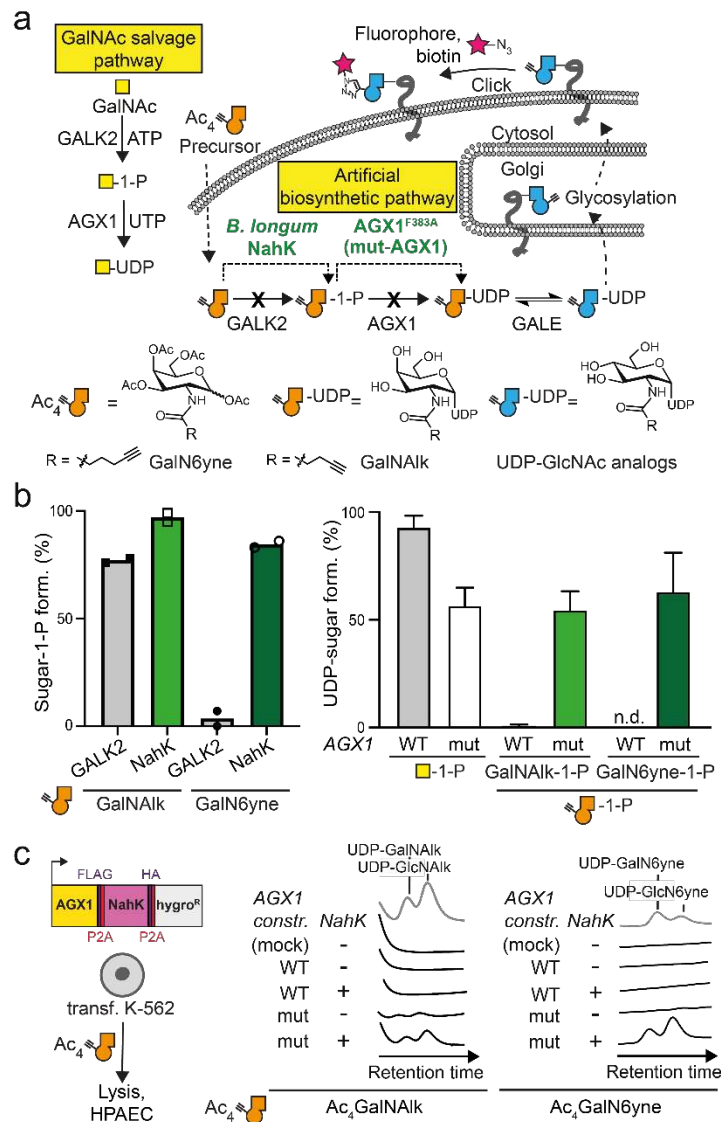 a
GalNAc salvage
pathway
GalNAc
GALK2 ATP
-1-P
AGX1 UTP
-UDP
Ac4
Precursor
Fluorophore,
biotin
N3
N=N
N
Click
Cytosol
Golgi
Glycosylation
Artificial
biosynthetic pathway
B. longum
NahK
AGX1F383A
(mut-AGX1)
X -1-P X -UDP -UDP
GALK2 AGX1 GALE
Ac4 =
OAc OAc
AcO
NH OAc
O
R
-UDP=
OH OH
HO
NH
O UDP
R
-UDP=
OH
HO
HO
NH
O UDP
R
R = GalN6yne
R = GalNAlk
UDP-GlcNAc analogs
b
Sugar-1-P form. (%)
100
50
0
GALK2 NahK GALK2 NahK
GalNAlk GalN6yne
UDP-sugar form. (%)
100
50
0
n.d.
AGX1 WT mut WT mut WT mut
-1-P GalNAlk-1-P GalN6yne-1-P
-1-P
c
FLAG HA
AGX1 NahK hygroR
P2A P2A
transf. K-562
Ac4
Lysis,
HPAEC
UDP-GalNAlk
UDP-GlcNAlk
AGX1
constr. NahK
(mock) -
WT -
WT +
mut -
mut +
Retention time
Ac4 Ac4GalNAlk
UDP-GalN6yne
UDP-GlcN6yne
AGX1
constr. NahK
(mock) -
WT -
WT +
mut -
mut +
Retention time
Ac4GalN6yne